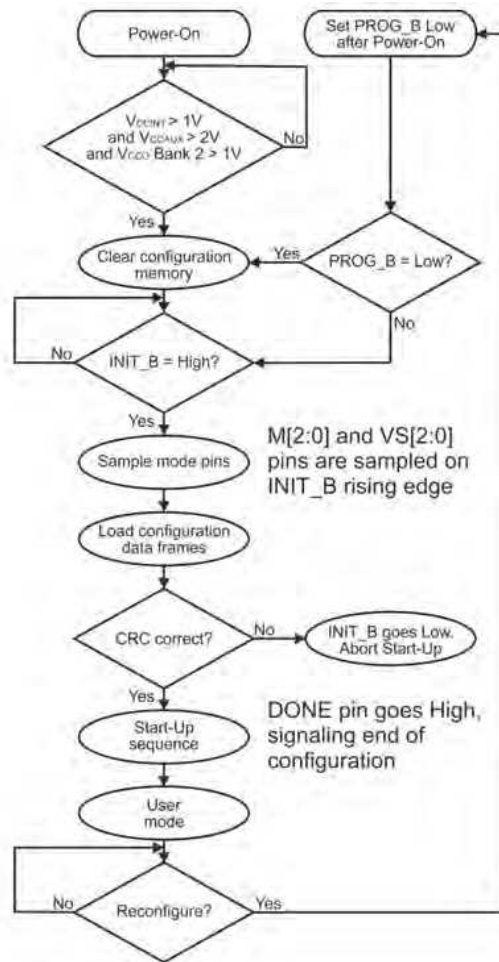 Power-On
Set PROG_B Low
after Power-On
VCCINT > 1V
and VCCAUX > 2V
and VCCO Bank 2 > 1V
No
Yes
Clear configuration
memory
Yes
PROG_B = Low?
No
INIT_B = High?
No
Yes
Sample mode pins
M[2:0] and VS[2:0]
pins are sampled on
INIT_B rising edge
Load configuration
data frames
CRC correct?
No
INIT_B goes Low.
Abort Start-Up
Yes
Start-Up
sequence
DONE pin goes High,
signaling end of
configuration
User
mode
No
Reconfigure?
Yes